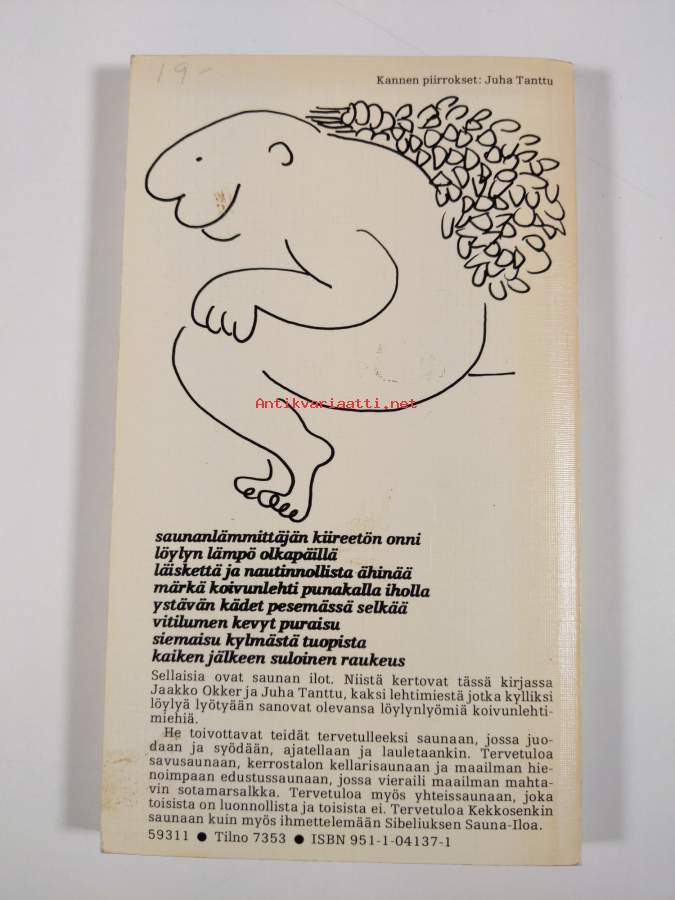 19-
Kannen piirrokset: Juha Tanttu
Antikvariaatti.net
saunanlämmittäjän kiireetön onni
löylyn lämpö olkapäillä
läiskettä ja nautinnollista ähinää
märkä koivunlehti punakalla iholla
ystävän kädet pesemässä selkää
vitilumen kevyt puraisu
siemaisu kylmästä tuopista
kaiken jälkeen suloinen raukeus
Sellaisia ovat saunan ilot. Niistä kertovat tässä kirjassa
Jaakko Okker ja Juha Tanttu, kaksi lehtimiestä jotka kylliksi
löylyä lyötyään sanovat olevansa löylynlyömiä koivunlehti-
miehiä.
He toivottavat teidät tervetulleeksi saunaan, jossa juo-
daan ja syödään, ajatellaan ja lauletaankin. Tervetuloa
savusaunaan, kerrostalon kellarisaunaan ja maailman hie-
noimpaan edustussaunaan, jossa vieraili maailman mahta-
vin sotamarsalkka. Tervetuloa myös yhteissaunaan, joka
toisista on luonnollista ja toisista ei. Tervetuloa Kekkosenkin
saunaan kuin myös ihmettelemään Sibeliuksen Sauna-Iloa.
59311 ● Tilno 7353 ● ISBN 951-1-04137-1